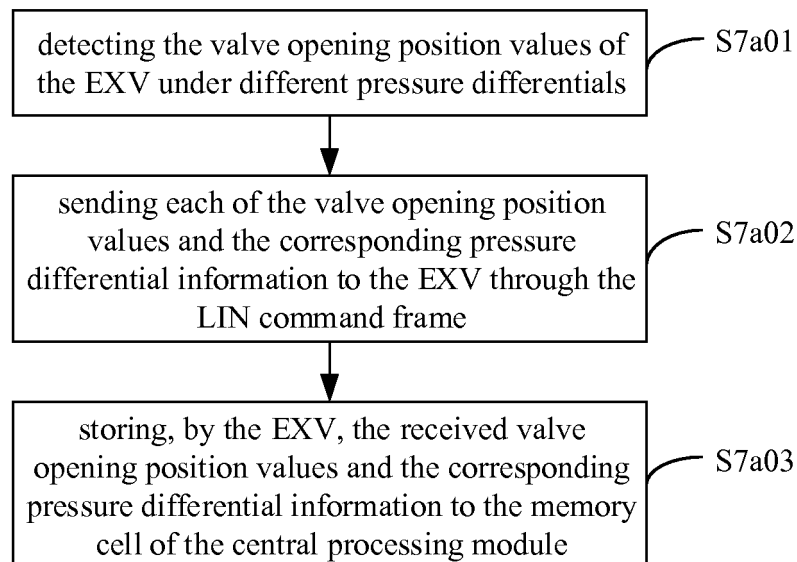 detecting the valve opening position values of
the EXV under different pressure differentials
S7a01
sending each of the valve opening position
values and the corresponding pressure
differential information to the EXV through the
LIN command frame
S7a02
storing, by the EXV, the received valve
opening position values and the corresponding
pressure differential information to the memory
cell of the central processing module
S7a03